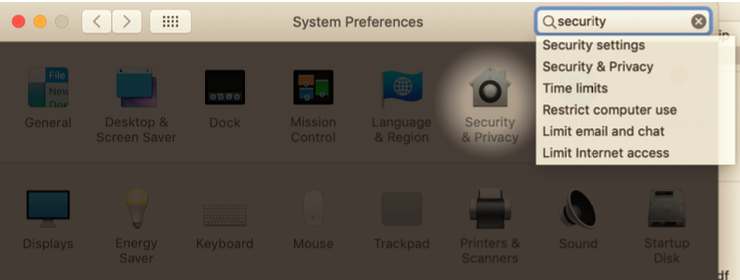 System Preferences
security
Security settings
Security & Privacy
Time limits
Restrict computer use
Limit email and chat
Limit Internet access
File
New
General
Desktop &
Screen Saver
Dock
Mission
Control
Language
& Region
Security
& Privacy
Displays
Energy
Saver
Keyboard
Mouse
Trackpad
Printers &
Scanners
Sound
Startup
Disk